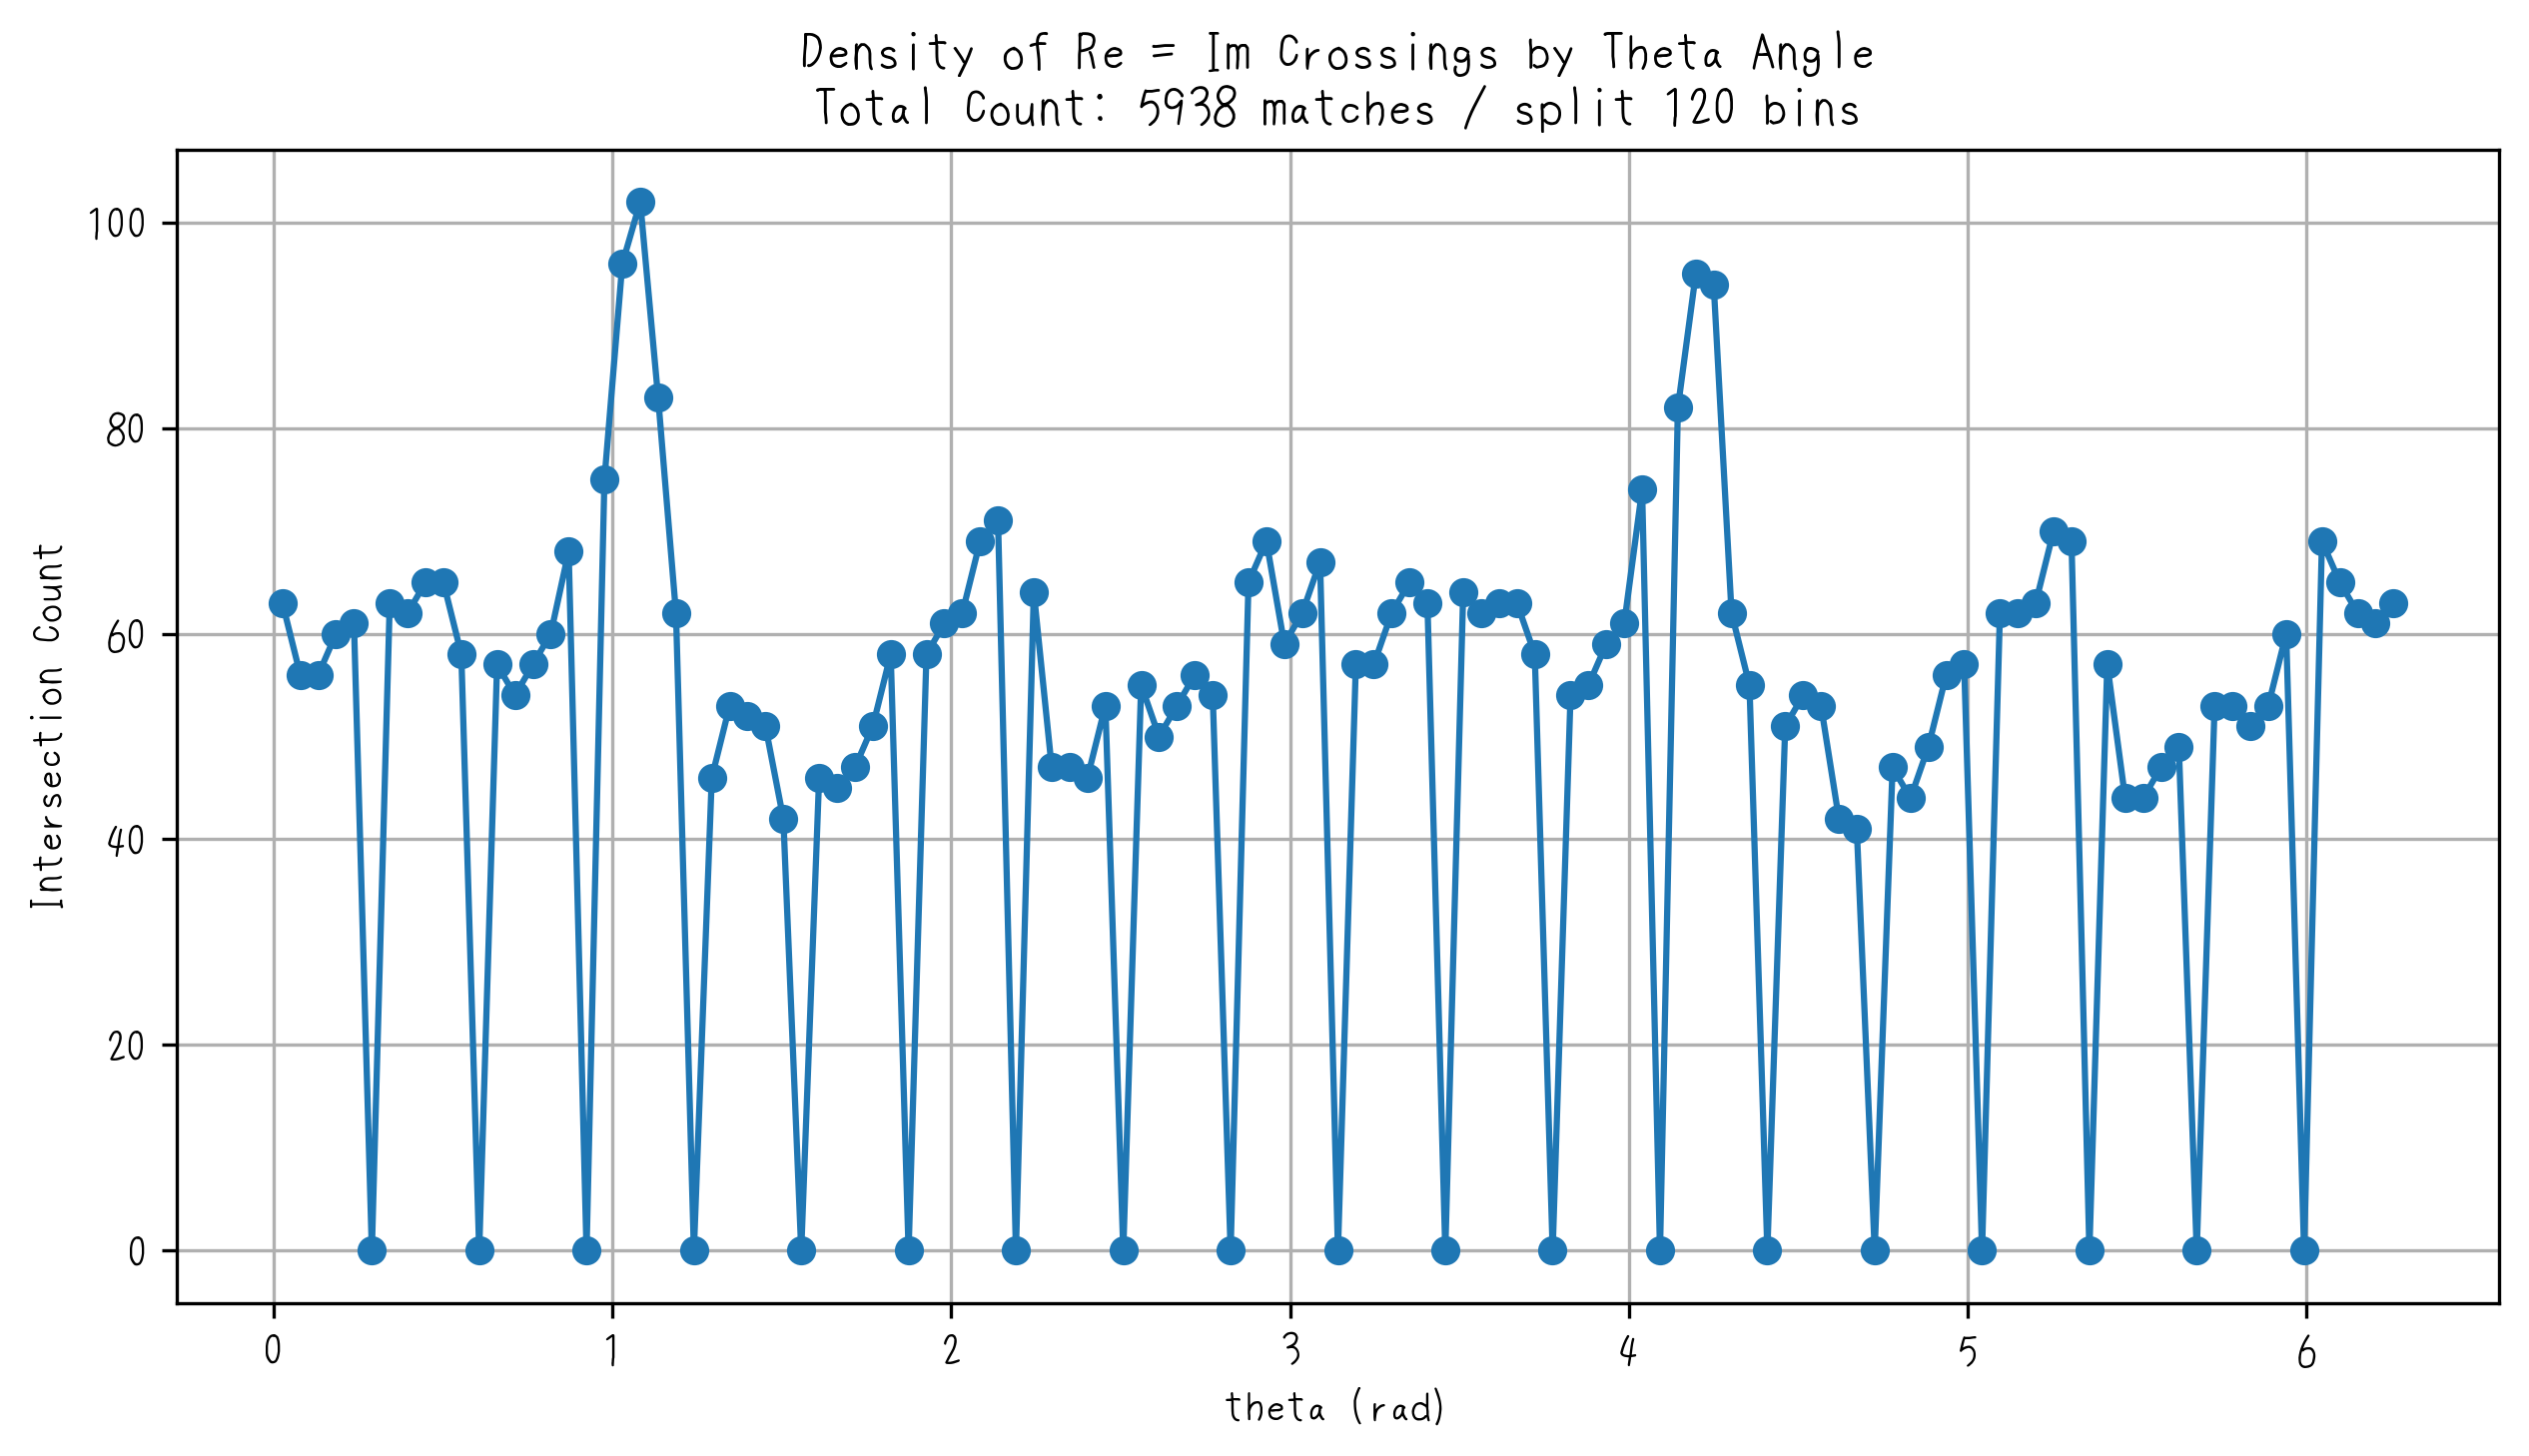 Density of Re = Im Crossings by Theta Angle
Total Count: 5938 matches / split 120 bins
Intersection Count
100
80
60
40
20
0
0 1 2 3 4 5 6
theta (rad)